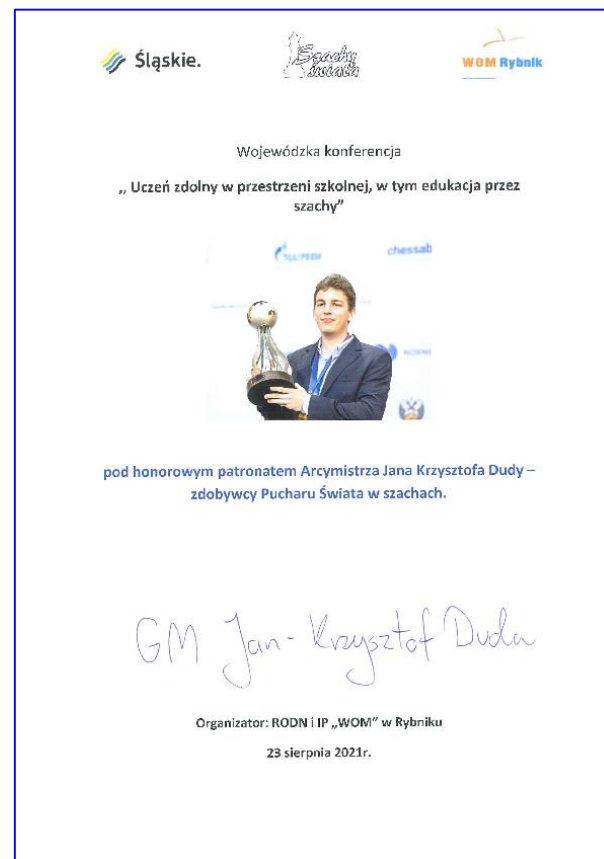 Śląskie.
Szachy
świata
WOM Rybnik
Wojewódzka konferencja
„ Uczeń zdolny w przestrzeni szkolnej, w tym edukacja przez
szachy”
chessab
pod honorowym patronatem Arcymistrza Jana Krzysztofa Dudy –
zdobywcy Pucharu Świata w szachach.
GM Jan-Krzysztof Duda
Organizator: RODN i IP „WOM” w Rybniku
23 sierpnia 2021r.